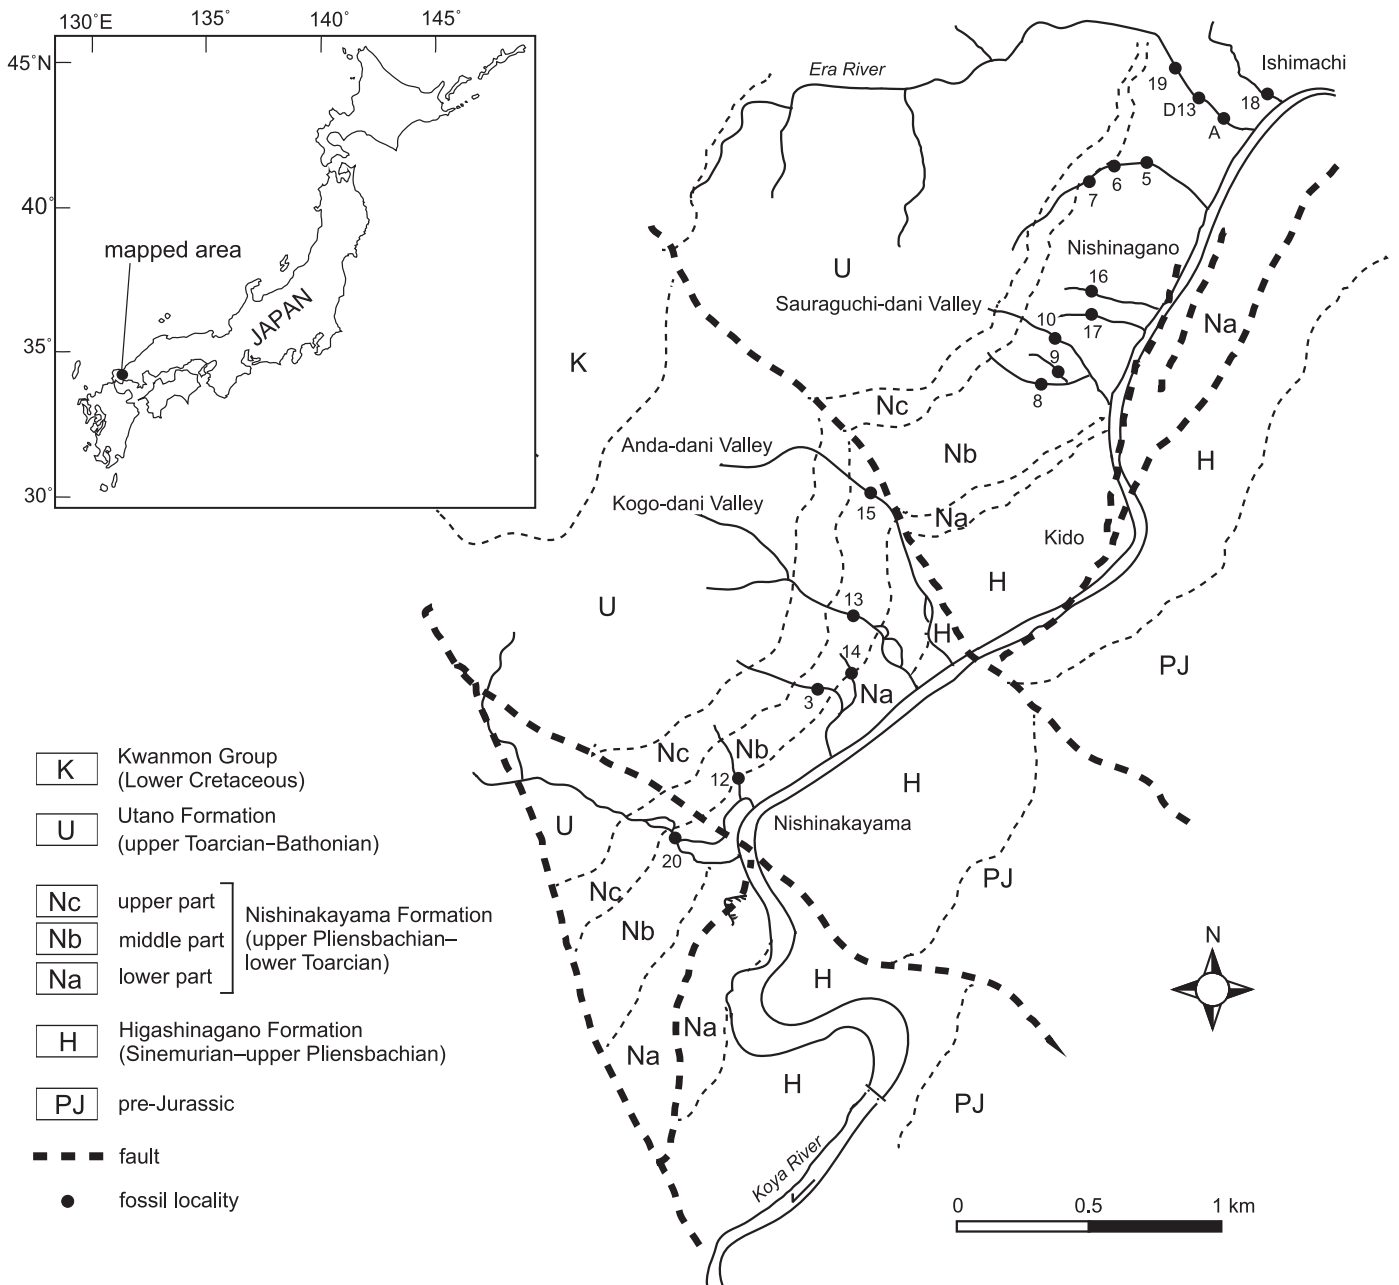 130°E
135°
140°
145°
45°N
40°
35°
30°
mapped area
JAPAN
Era River
Ishimachi
19
D13
A
18
5
6
7
Nishinagano
U
Sauraguchi-dani Valley
16
10
17
Na
9
8
K
Nc
Anda-dani Valley
Nb
H
Kogo-dani Valley
15
Na
Kido
U
13
H
H
14
PJ
3
Na
Nc
Nb
12
H
Nishinakayama
U
20
PJ
Nc
Nb
H
N
Na
Na
H
PJ
Koya River
K
Kwanmon Group
(Lower Cretaceous)
U
Utano Formation
(upper Toarcian–Bathonian)
Nc
upper part
Nb
middle part
Na
lower part
Nishinakayama Formation
(upper Pliensbachian–
lower Toarcian)
H
Higashinagano Formation
(Sinemurian–upper Pliensbachian)
PJ
pre-Jurassic
fault
fossil locality
0
0.5
1 km